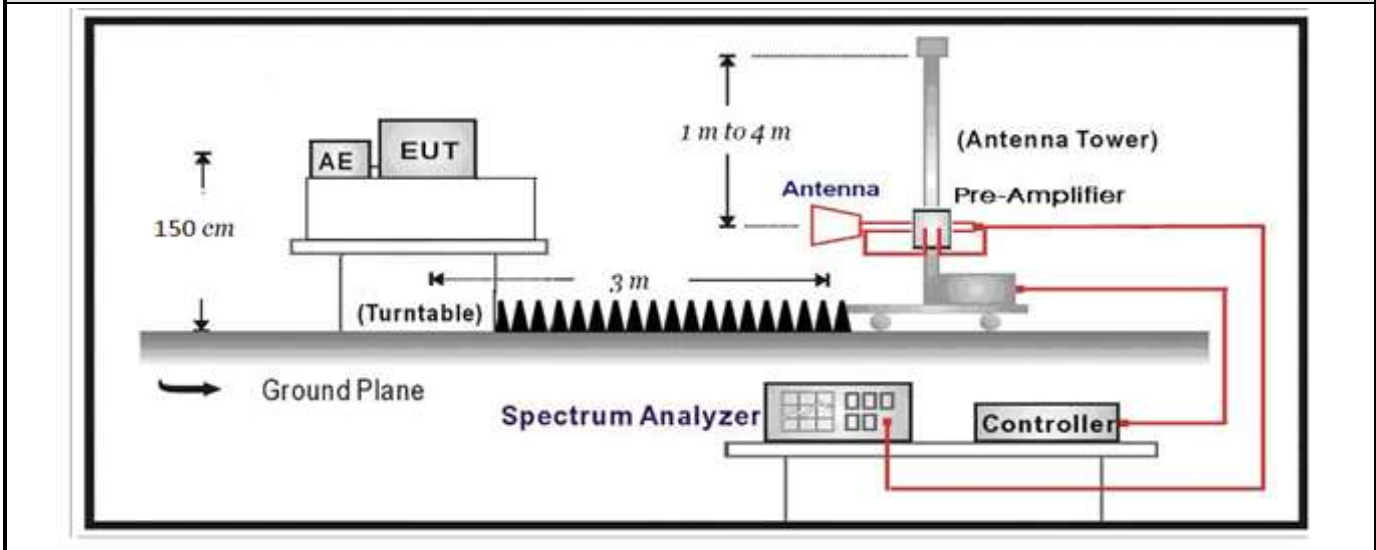 1 m to 4 m
(Antenna Tower)
AE
EUT
Antenna
Pre-Amplifier
150 cm
3 m
(Turntable)
Ground Plane
Spectrum Analyzer
Controller